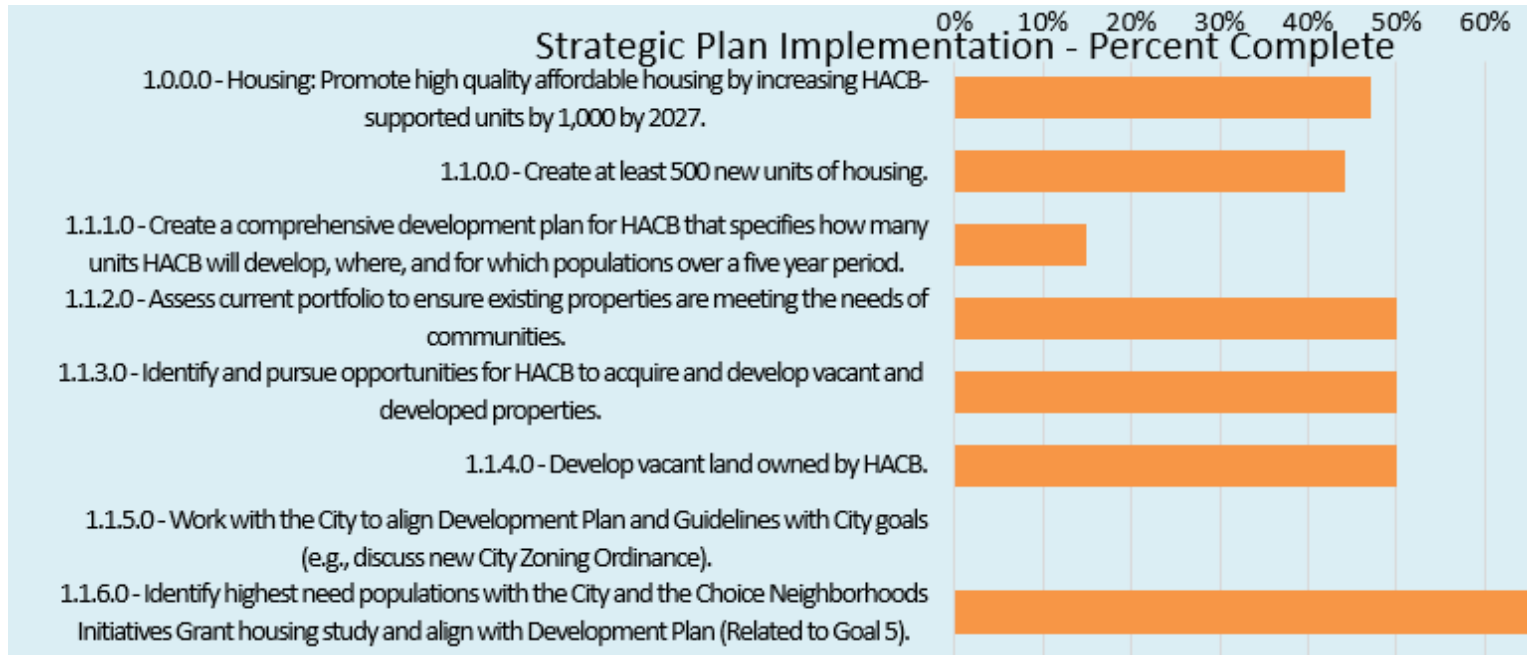 0% 10% 20% 30% 40% 50% 60%
Strategic Plan Implementation - Percent Complete
1.0.0.0 - Housing: Promote high quality affordable housing by increasing HACB-
supported units by 1,000 by 2027.
1.1.0.0 - Create at least 500 new units of housing.
1.1.1.0 - Create a comprehensive development plan for HACB that specifies how many
units HACB will develop, where, and for which populations over a five year period.
1.1.2.0 - Assess current portfolio to ensure existing properties are meeting the needs of
communities.
1.1.3.0 - Identify and pursue opportunities for HACB to acquire and develop vacant and
developed properties.
1.1.4.0 - Develop vacant land owned by HACB.
1.1.5.0 - Work with the City to align Development Plan and Guidelines with City goals
(e.g., discuss new City Zoning Ordinance).
1.1.6.0 - Identify highest need populations with the City and the Choice Neighborhoods
Initiatives Grant housing study and align with Development Plan (Related to Goal 5).